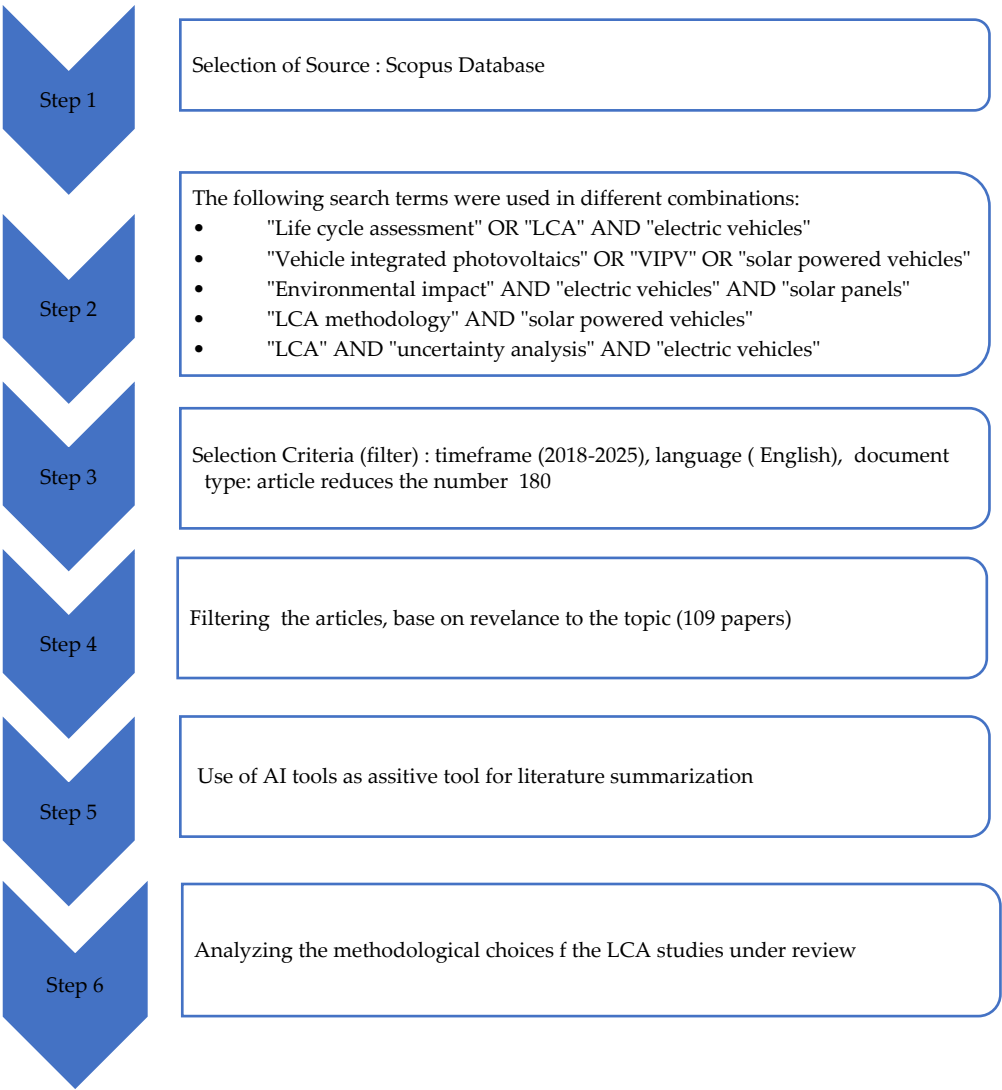 Step 1
Selection of Source : Scopus Database
Step 2
The following search terms were used in different combinations:
• "Life cycle assessment" OR "LCA" AND "electric vehicles"
• "Vehicle integrated photovoltaics" OR "VIPV" OR "solar powered vehicles"
• "Environmental impact" AND "electric vehicles" AND "solar panels"
• "LCA methodology" AND "solar powered vehicles"
• "LCA" AND "uncertainty analysis" AND "electric vehicles"
Step 3
Selection Criteria (filter) : timeframe (2018-2025), language ( English), document
type: article reduces the number 180
Step 4
Filtering the articles, base on revelance to the topic (109 papers)
Step 5
Use of AI tools as assitive tool for literature summarization
Step 6
Analyzing the methodological choices f the LCA studies under review